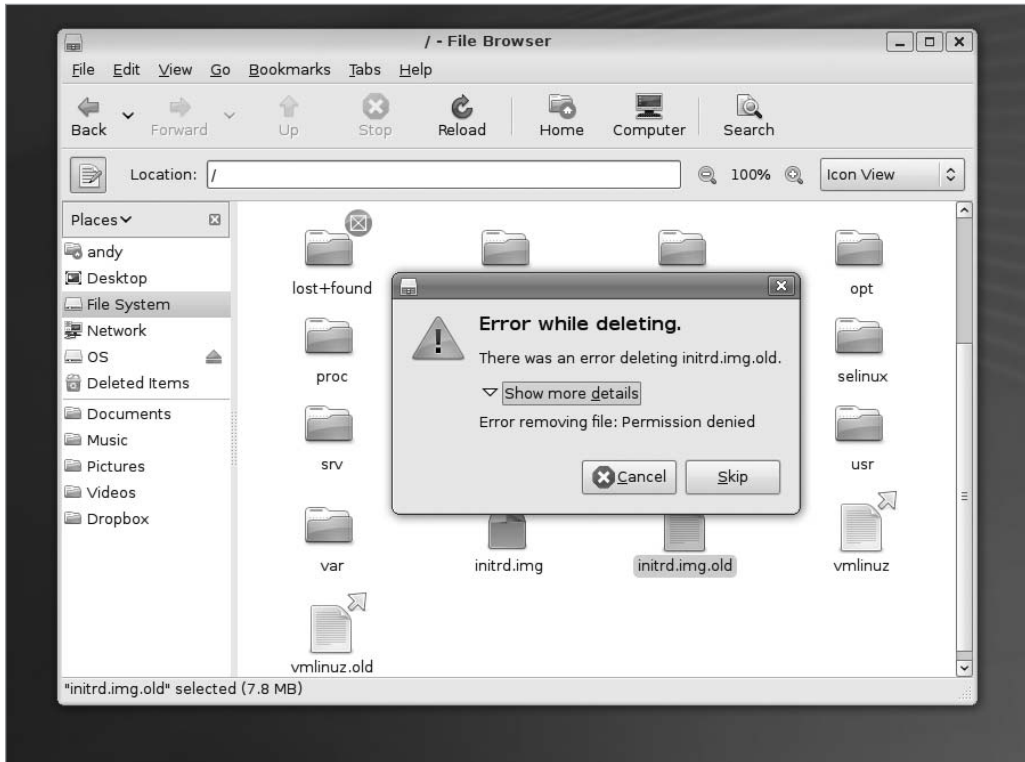 / - File Browser
File Edit View Go Bookmarks Tabs Help
Back Forward Up Stop Reload Home Computer Search
Location: / 100% Icon View
Places
andy
Desktop
File System
Network
OS
Deleted Items
Documents
Music
Pictures
Videos
Dropbox
lost+found
opt
proc
selinux
srv
usr
var
initrd.img
initrd.img.old
vmlinuz
vmlinuz.old
Error while deleting.
There was an error deleting initrd.img.old.
Show more details
Error removing file: Permission denied
Cancel Skip
"initrd.img.old" selected (7.8 MB)